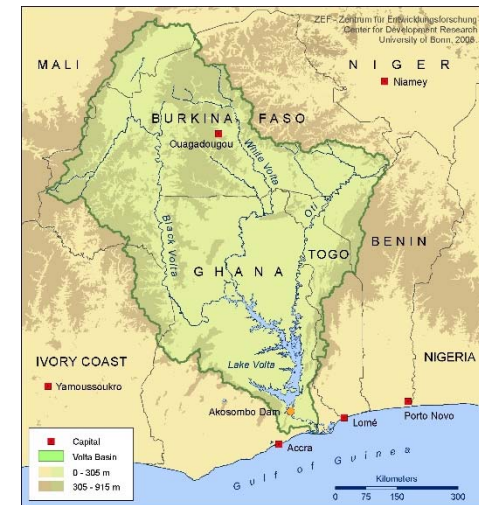 ZEF - Zentrum für Entwicklungsforschung
Center for Development Research
University of Bonn, 2006
MALI
NIGER
Niamey
BURKINA FASO
Ouagadougou
White Volta
Black Volta
Oti
BENIN
TOGO
GHANA
IVORY COAST
Yamoussoukro
Lake Volta
NIGERIA
Akosombo Dam
Lomé
Porto Novo
Accra
Gulf of Guinea
Capital
Volta Basin
0 - 305 m
305 - 915 m
Kilometers
0 75 150 300